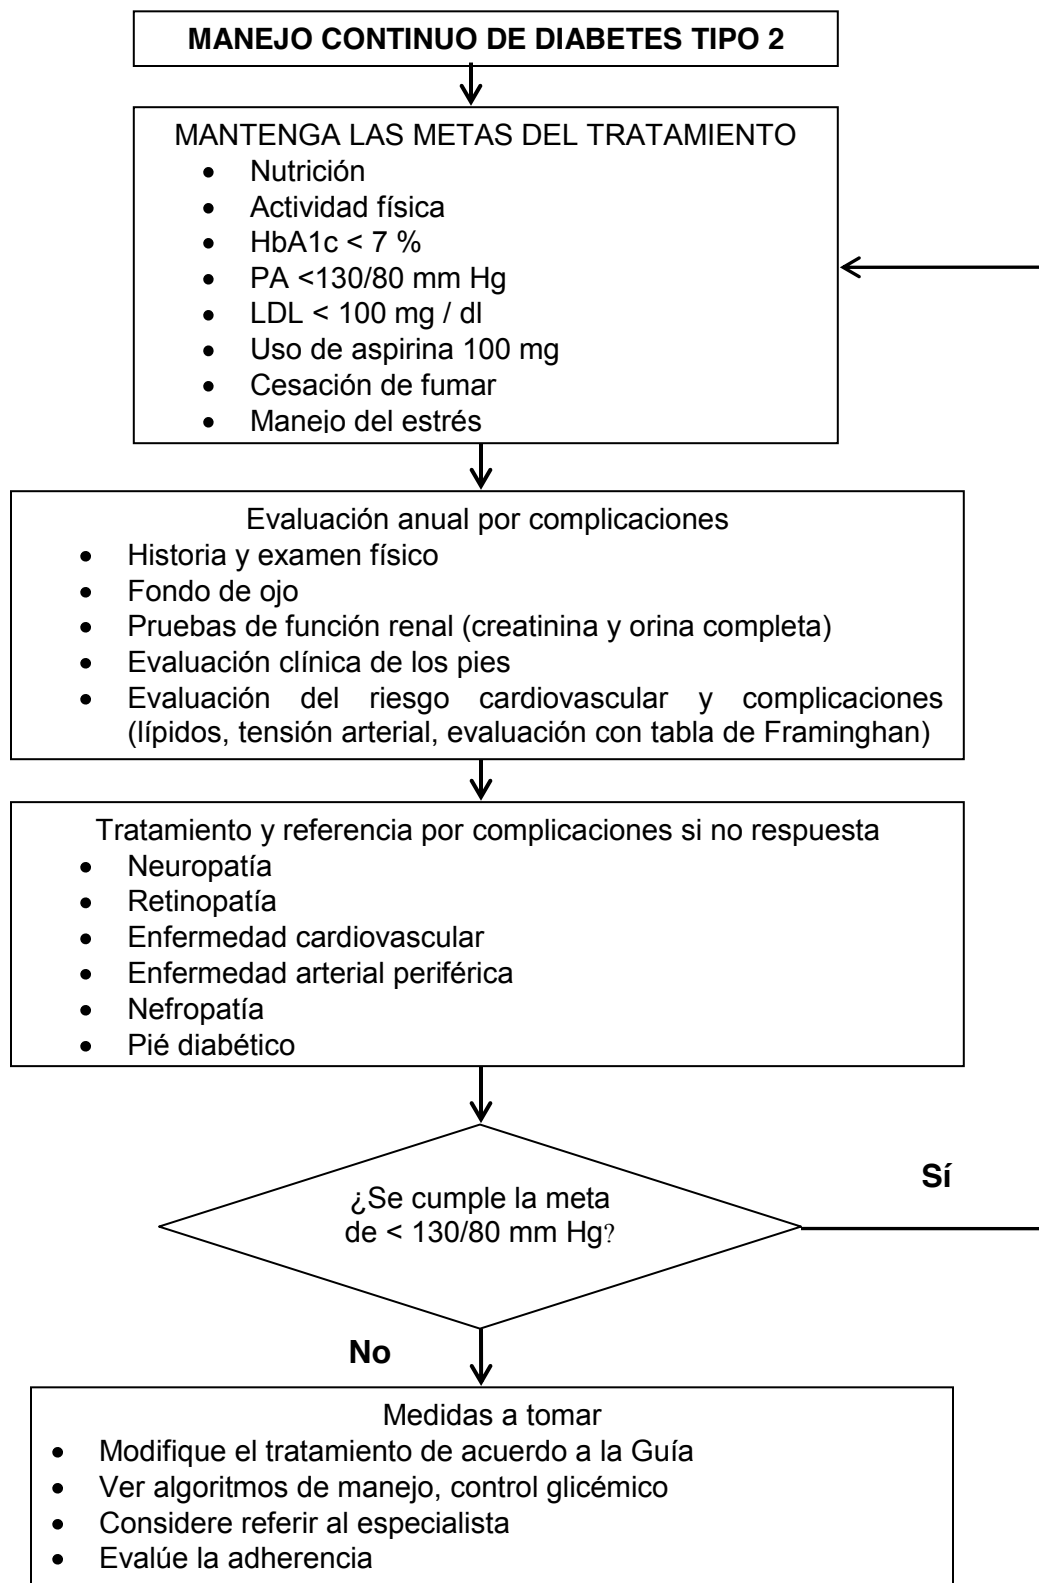 MANEJO CONTINUO DE DIABETES TIPO 2
MANTENGA LAS METAS DEL TRATAMIENTO
• Nutrición
• Actividad física
• HbA1c < 7 %
• PA <130/80 mm Hg
• LDL < 100 mg / dl
• Uso de aspirina 100 mg
• Cesación de fumar
• Manejo del estrés
Evaluación anual por complicaciones
• Historia y examen físico
• Fondo de ojo
• Pruebas de función renal (creatinina y orina completa)
• Evaluación clínica de los pies
• Evaluación del riesgo cardiovascular y complicaciones
(lípidos, tensión arterial, evaluación con tabla de Framinghan)
Tratamiento y referencia por complicaciones si no respuesta
• Neuropatía
• Retinopatía
• Enfermedad cardiovascular
• Enfermedad arterial periférica
• Nefropatía
• Pié diabético
¿Se cumple la meta
de < 130/80 mm Hg?
Sí
No
Medidas a tomar
• Modifique el tratamiento de acuerdo a la Guía
• Ver algoritmos de manejo, control glicémico
• Considere referir al especialista
• Evalúe la adherencia